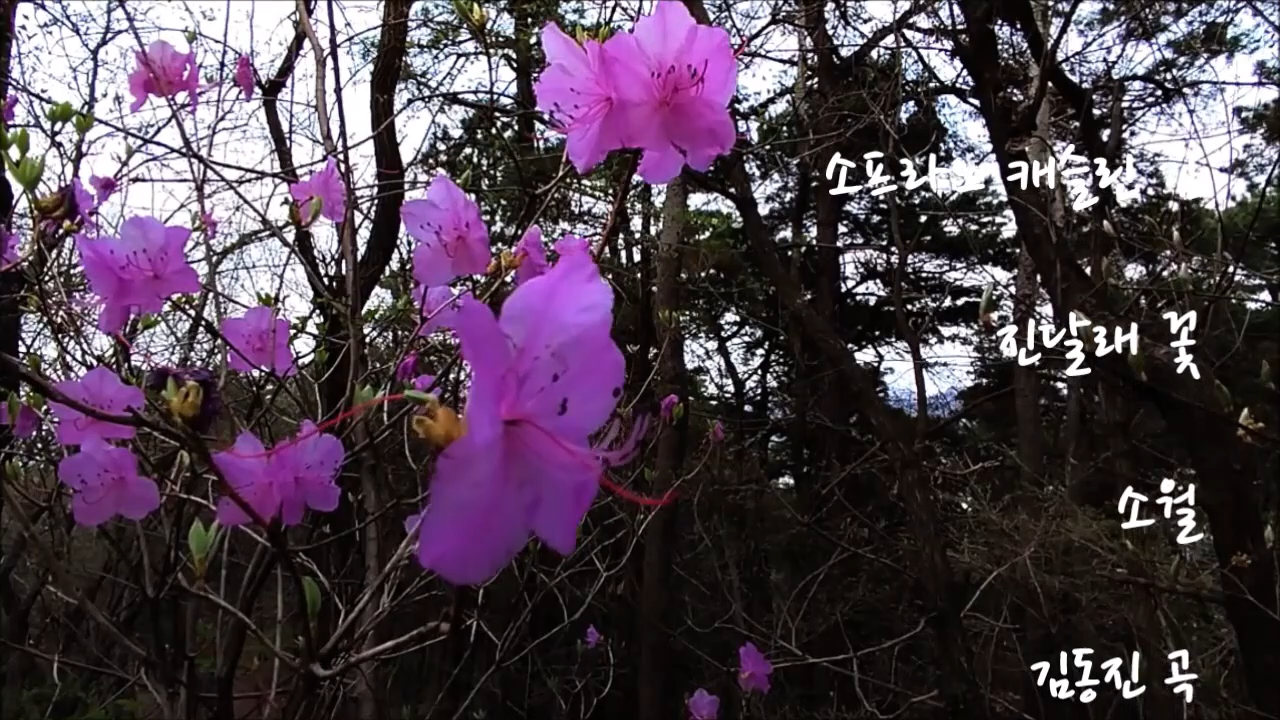 소프라노 캐슬린
진달래 꽃
소월
김동진 곡